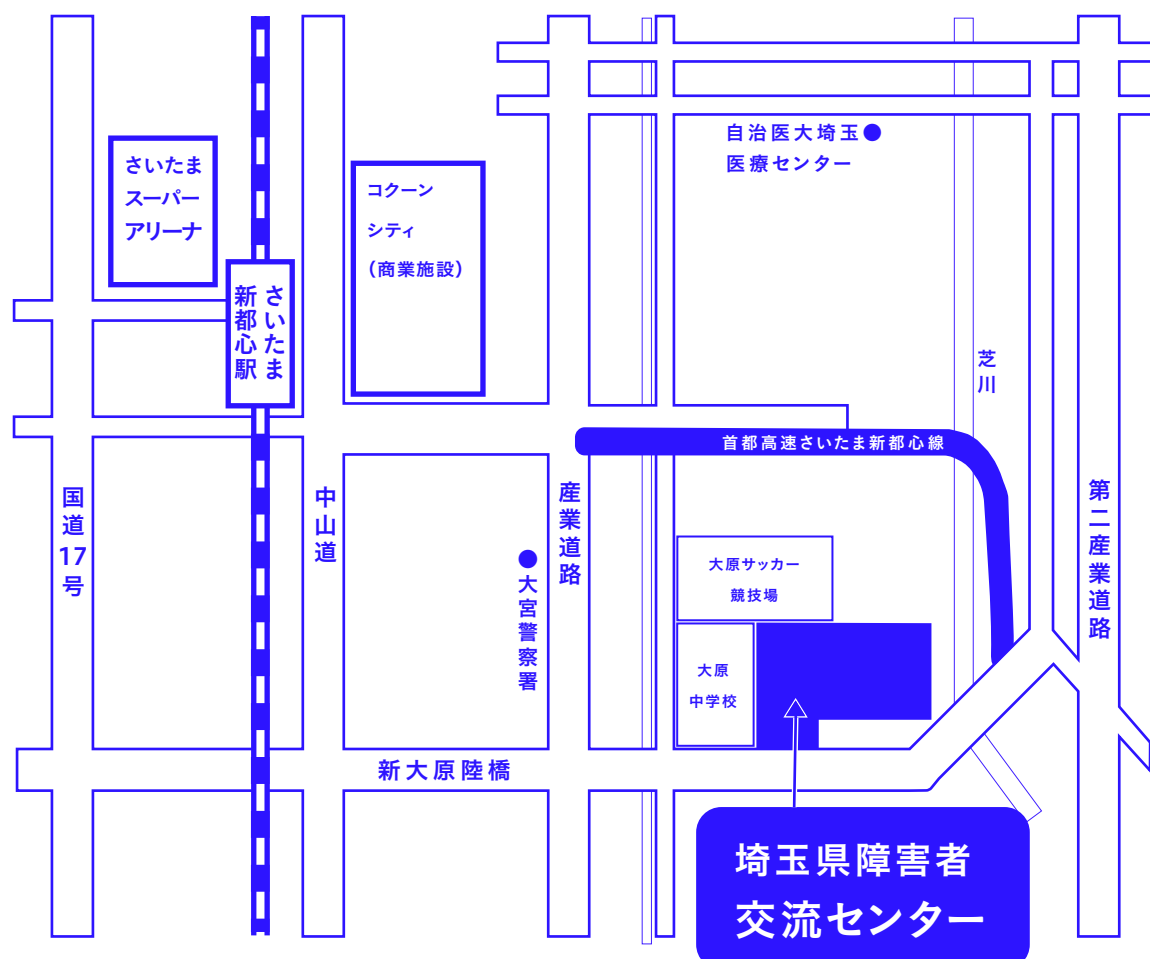 自治医大埼玉
医療センター
さいたま
スーパー
アリーナ
コクーン
シティ
(商業施設)
さいたま
新都心駅
芝川
首都高速さいたま新都心線
国道17号
中山道
産業道路
第二産業道路
大宮警察署
大原サッカー
競技場
大原
中学校
新大原陸橋
埼玉県障害者
交流センター